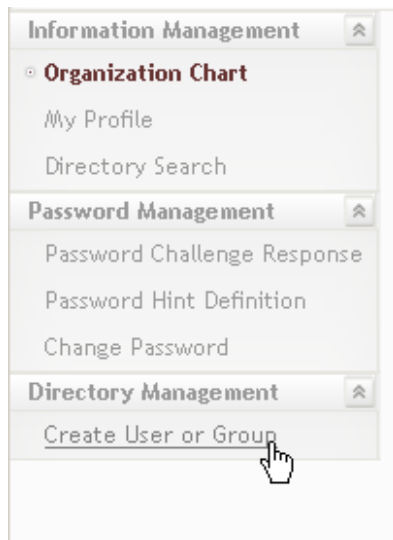 Information Management
Organization Chart
My Profile
Directory Search
Password Management
Password Challenge Response
Password Hint Definition
Change Password
Directory Management
Create User or Group